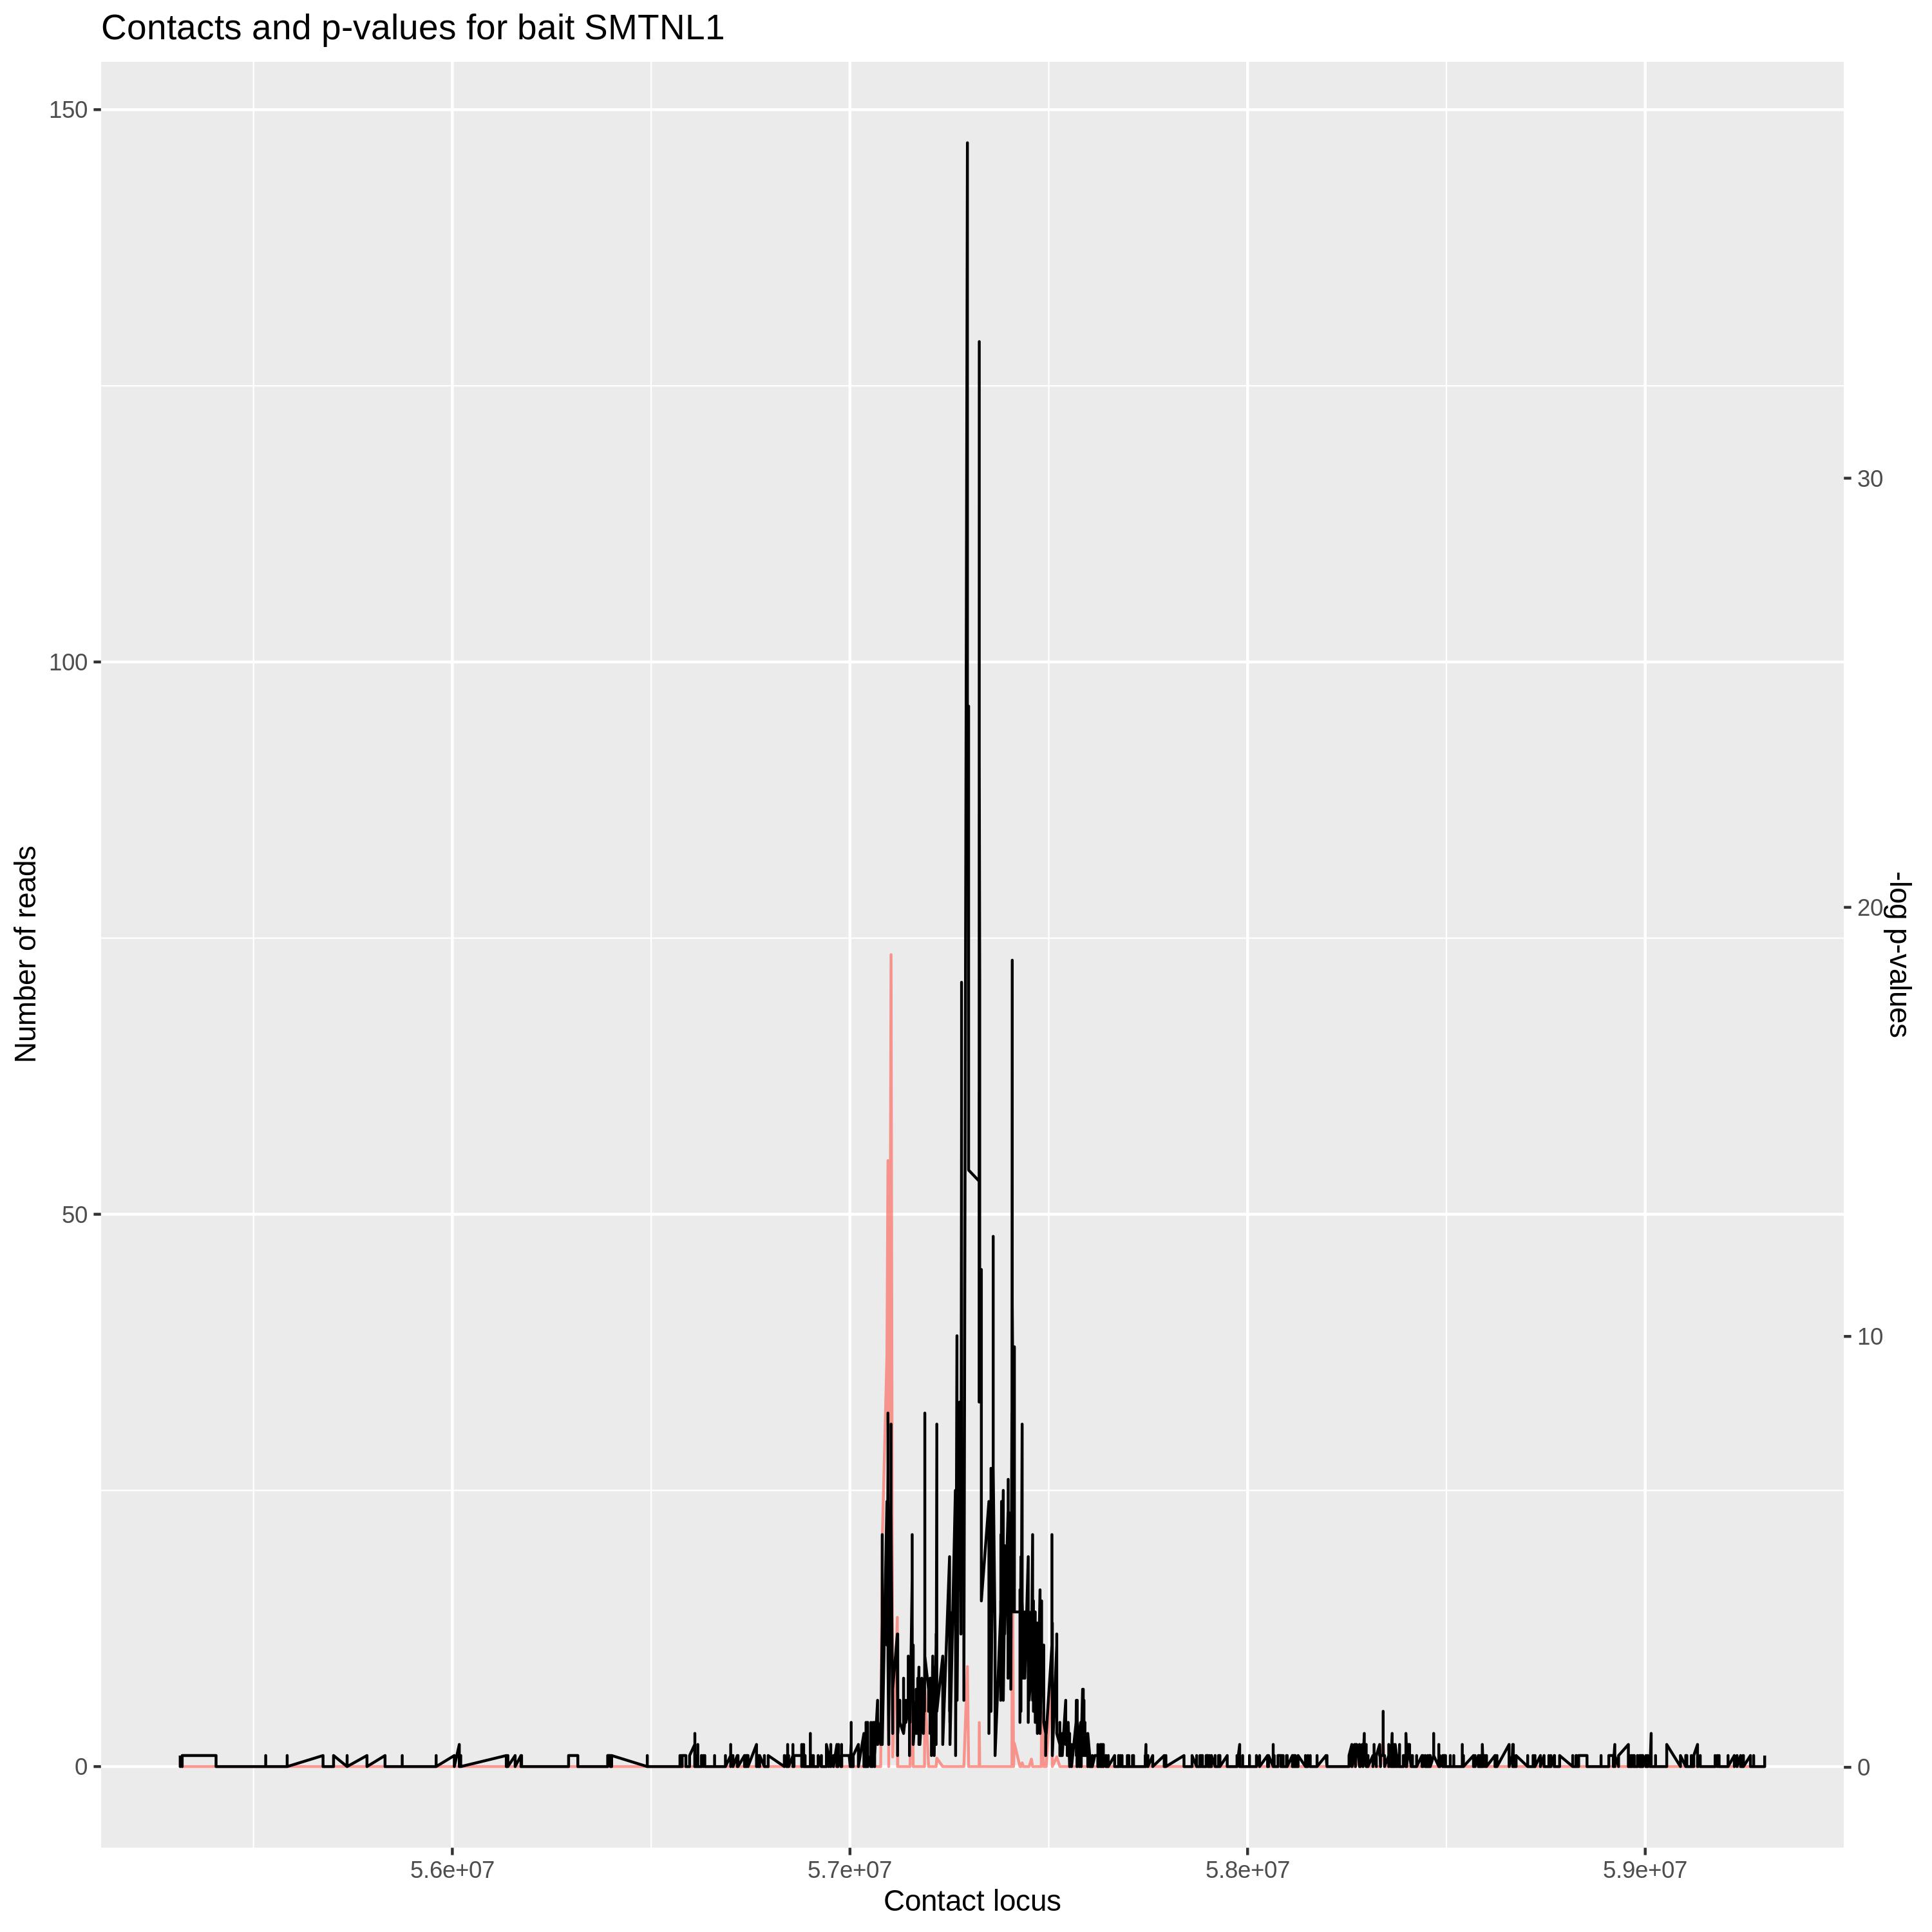 Contacts and p-values for bait SMTNL1
150
100
50
0
Number of reads
30
20
10
0
-log p-values
5.6e+07 5.7e+07 5.8e+07 5.9e+07
Contact locus